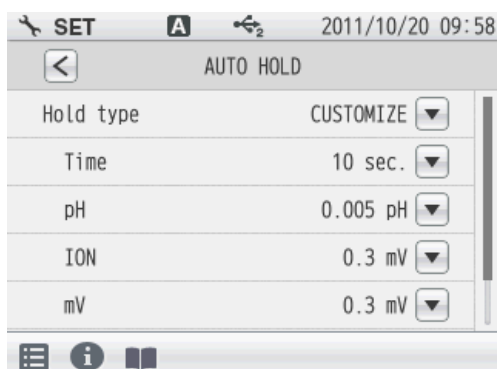 SET A 2 2011/10/20 09:58
AUTO HOLD
Hold type CUSTOMIZE
Time 10 sec.
pH 0.005 pH
ION 0.3 mV
mV 0.3 mV